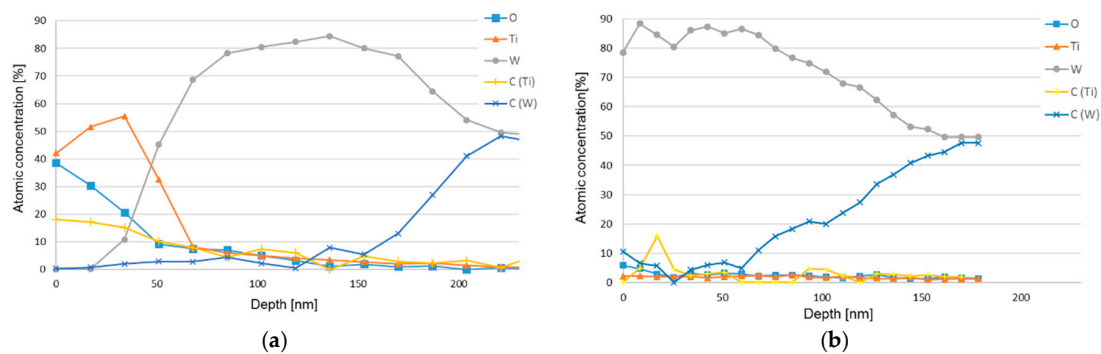 90
80
70
60
50
40
30
20
10
0
Atomic concentration [%]
0
50
100
150
200
Depth [nm]
O
Ti
W
C (Ti)
C (W)
(a)
90
80
70
60
50
40
30
20
10
0
Atomic concentration[%]
0
50
100
150
200
Depth [nm]
O
Ti
W
C (Ti)
C (W)
(b)